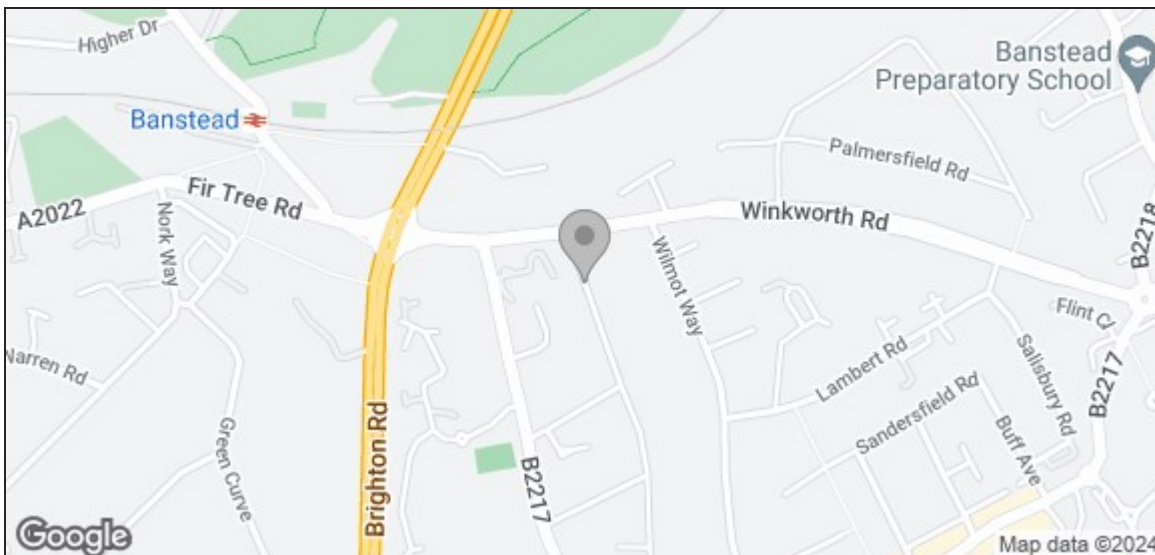 Higher Dr
Banstead
Banstead
Preparatory School
Palmersfield Rd
A2022
Fir Tree Rd
Winkworth Rd
Nork Way
Wilmot Way
B2218
Flint Cl
Warren Rd
Lambert Rd
Salisbury Rd
B2217
Sandersfield Rd
Buff Ave
Green Curve
Brighton Rd
B2217
Google
Map data ©2024